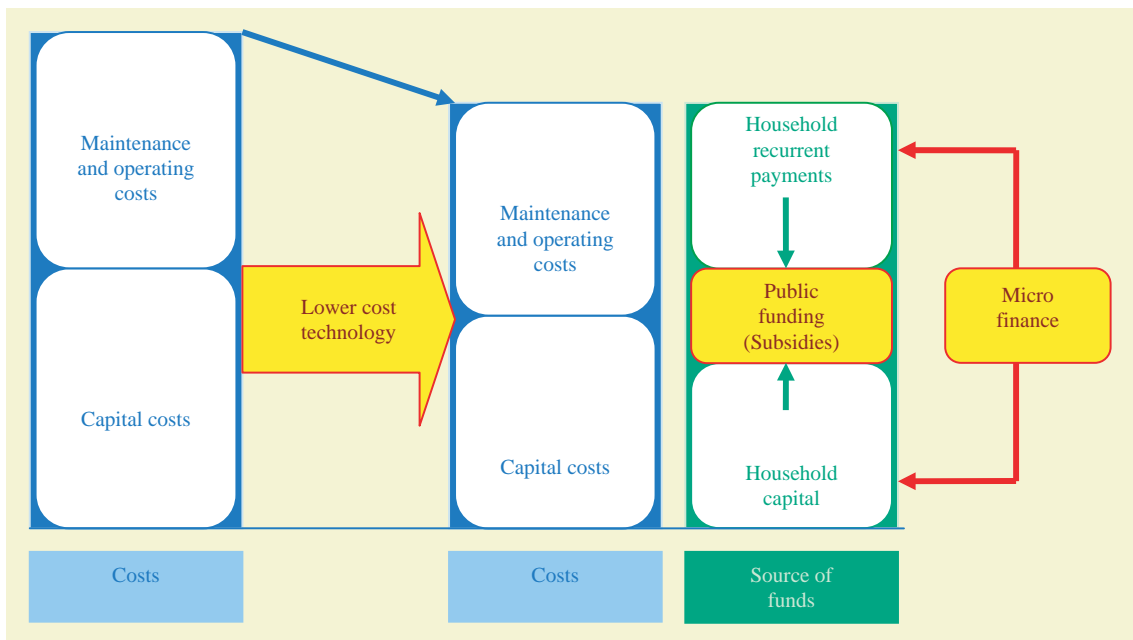 Maintenance
and operating
costs
Capital costs
Lower cost
technology
Maintenance
and operating
costs
Capital costs
Household
recurrent
payments
Public
funding
(Subsidies)
Household
capital
Micro
finance
Costs
Costs
Source of
funds